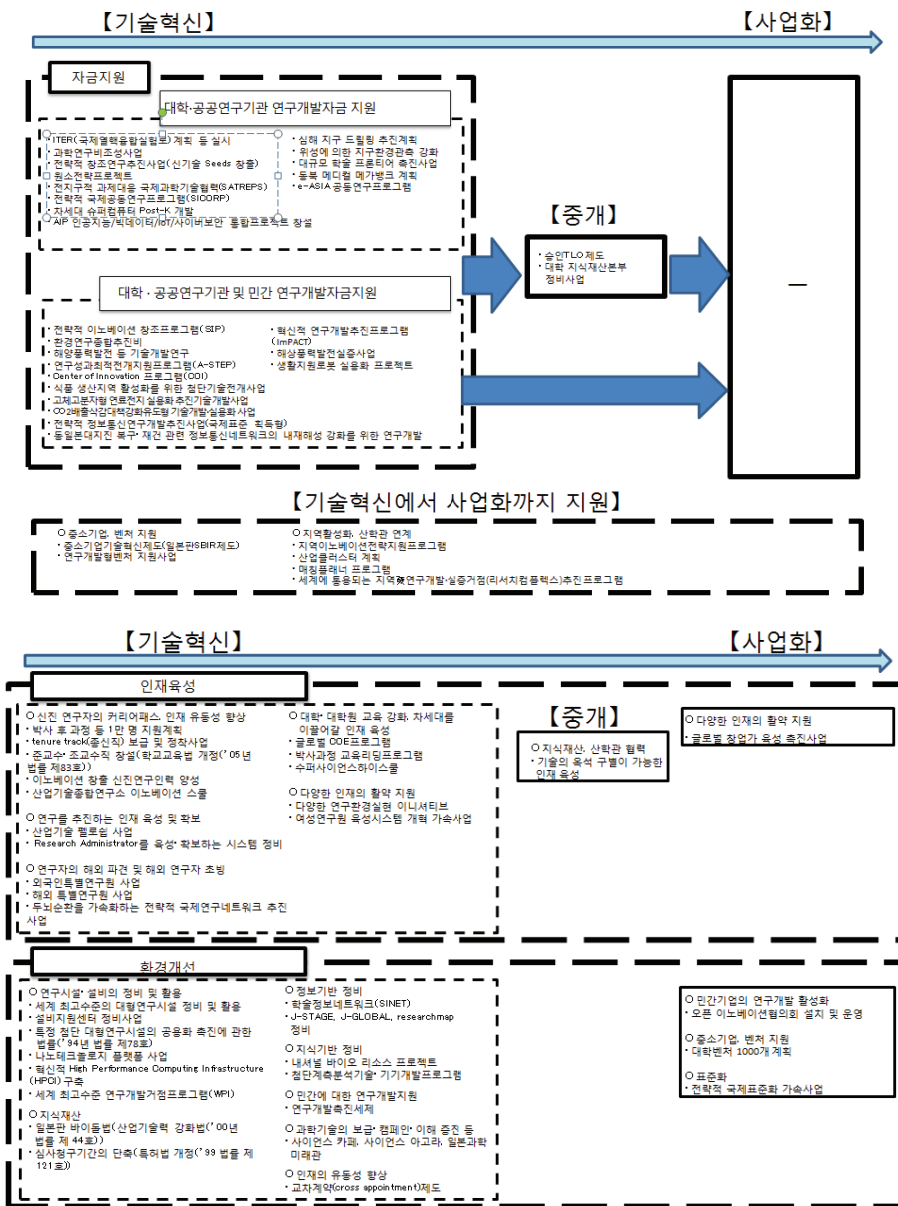 【기술혁신】
【사업화】
자금지원
대학·공공연구기관 연구개발자금 지원
· ITER(국제열핵융합실험로) 계획 등 실시
· 과학연구비조성사업
· 전략적 창조연구추진사업(신기술 Seeds 창출)
원소전략프로젝트
· 전지구적 과제대응 국제과학기술협력(SATREPS)
· 전략적 국제공동연구프로그램(SICORP)
· 차세대 슈퍼컴퓨터 Post-K 개발
· AIP 인공지능/빅데이터/IoT/사이버보안 통합프로젝트 창설
· 심해 지구 드릴링 추진계획
· 위성에 의한 지구환경관측 강화
· 대규모 학술 프론티어 촉진사업
· 동북 메디컬 메가뱅크 계획
· e-ASIA 공동연구프로그램
【중개】
· 승인TLO제도
· 대학 지식재산본부
정비사업
—
대학 · 공공연구기관 및 민간 연구개발자금지원
· 전략적 이노베이션 창조프로그램(SIP)
· 환경연구종합추진비
· 해양풍력발전 등 기술개발연구
· 연구성과최적전개지원프로그램(A-STEP)
· Center of Innovation 프로그램(COI)
· 식품 생산지역 활성화를 위한 첨단기술전개사업
· 고체고분자형 연료전지 실용화 추진기술개발사업
· CO2배출삭감대책강화유도형 기술개발·실용화 사업
· 전략적 정보통신연구개발추진사업(국제표준 획득형)
· 동일본대지진 복구· 재건 관련 정보통신네트워크의 내재해성 강화를 위한 연구개발
· 혁신적 연구개발추진프로그램
(ImPACT)
· 해상풍력발전실증사업
· 생활지원로봇 실용화 프로젝트
【기술혁신에서 사업화까지 지원】
○ 중소기업, 벤처 지원
· 중소기업기술혁신제도(일본판SBIR제도)
· 연구개발형벤처 지원사업
○ 지역활성화, 산학관 연계
· 지역이노베이션전략지원프로그램
· 산업클러스터 계획
· 매칭플래너 프로그램
· 세계에 통용되는 지역發연구개발·실증거점(리서치컴플렉스)추진프로그램
【기술혁신】
【사업화】
인재육성
○ 신진 연구자의 커리어패스, 인재 유동성 향상
· 박사 후 과정 등 1만 명 지원계획
· tenure track(종신직) 보급 및 정착사업
· 준교수· 조교수직 창설(학교교육법 개정('05년
법률 제83호))
· 이노베이션 창출 신진연구인력 양성
· 산업기술종합연구소 이노베이션 스쿨
○ 연구를 추진하는 인재 육성 및 확보
· 산업기술 펠로쉽 사업
· Research Administrator를 육성· 확보하는 시스템 정비
○ 연구자의 해외 파견 및 해외 연구자 초빙
· 외국인특별연구원 사업
· 해외 특별연구원 사업
· 두뇌순환을 가속화하는 전략적 국제연구네트워크 추진
사업
○ 대학· 대학원 교육 강화, 차세대를
이끌어갈 인재 육성
· 글로벌 COE프로그램
· 박사과정 교육리딩프로그램
· 수퍼사이언스하이스쿨
○ 다양한 인재의 활약 지원
· 다양한 연구환경실현 이니셔티브
· 여성연구원 육성시스템 개혁 가속사업
【중개】
○ 지식재산, 산학관 협력
· 기술의 옥석 구별이 가능한
인재 육성
○ 다양한 인재의 활약 지원
· 글로벌 창업가 육성 촉진사업
환경개선
○ 연구시설· 설비의 정비 및 활용
· 세계 최고수준의 대형연구시설 정비 및 활용
· 설비지원센터 정비사업
· 특정 첨단 대형연구시설의 공용화 촉진에 관한
법률('94년 법률 제78호)
· 나노테크놀로지 플랫폼 사업
· 혁신적 High Performance Computing Infrastructure
(HPCI) 구축
· 세계 최고수준 연구개발거점프로그램(WPI)
○ 지식재산
· 일본판 바이돌법(산업기술력 강화법('00년
법률 제 44호))
· 심사청구기간의 단축(특허법 개정('99 법률 제
121호))
○ 정보기반 정비
· 학술정보네트워크(SINET)
· J-STAGE, J-GLOBAL, researchmap
정비
○ 지식기반 정비
· 내셔널 바이오 리소스 프로젝트
· 첨단계측분석기술· 기기개발프로그램
○ 민간에 대한 연구개발지원
· 연구개발촉진세제
○ 과학기술의 보급· 캠페인· 이해 증진 등
· 사이언스 카페, 사이언스 아고라, 일본과학
미래관
○ 인재의 유동성 향상
· 교차계약(cross appointment)제도
○ 민간기업의 연구개발 활성화
· 오픈 이노베이션협의회 설치 및 운영
○ 중소기업, 벤처 지원
· 대학벤처 1000개 계획
○ 표준화
· 전략적 국제표준화 가속사업